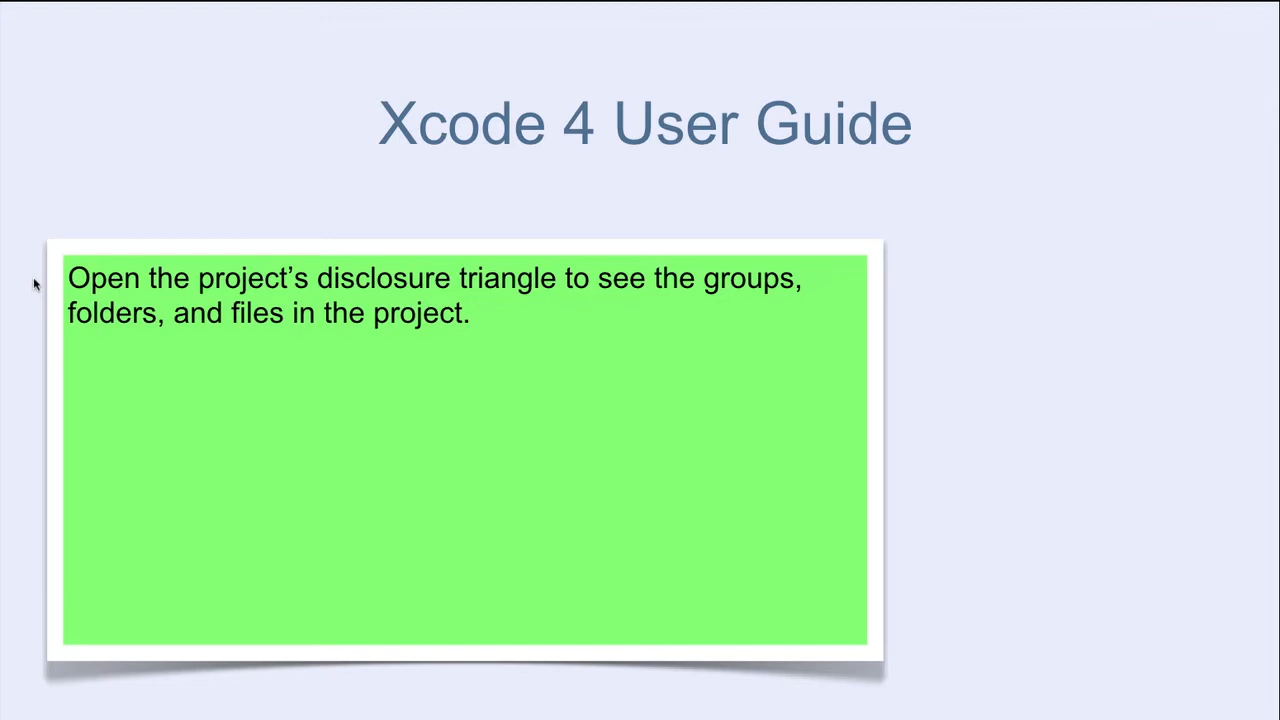 Xcode 4 User Guide
Open the project’s disclosure triangle to see the groups,
folders, and files in the project.